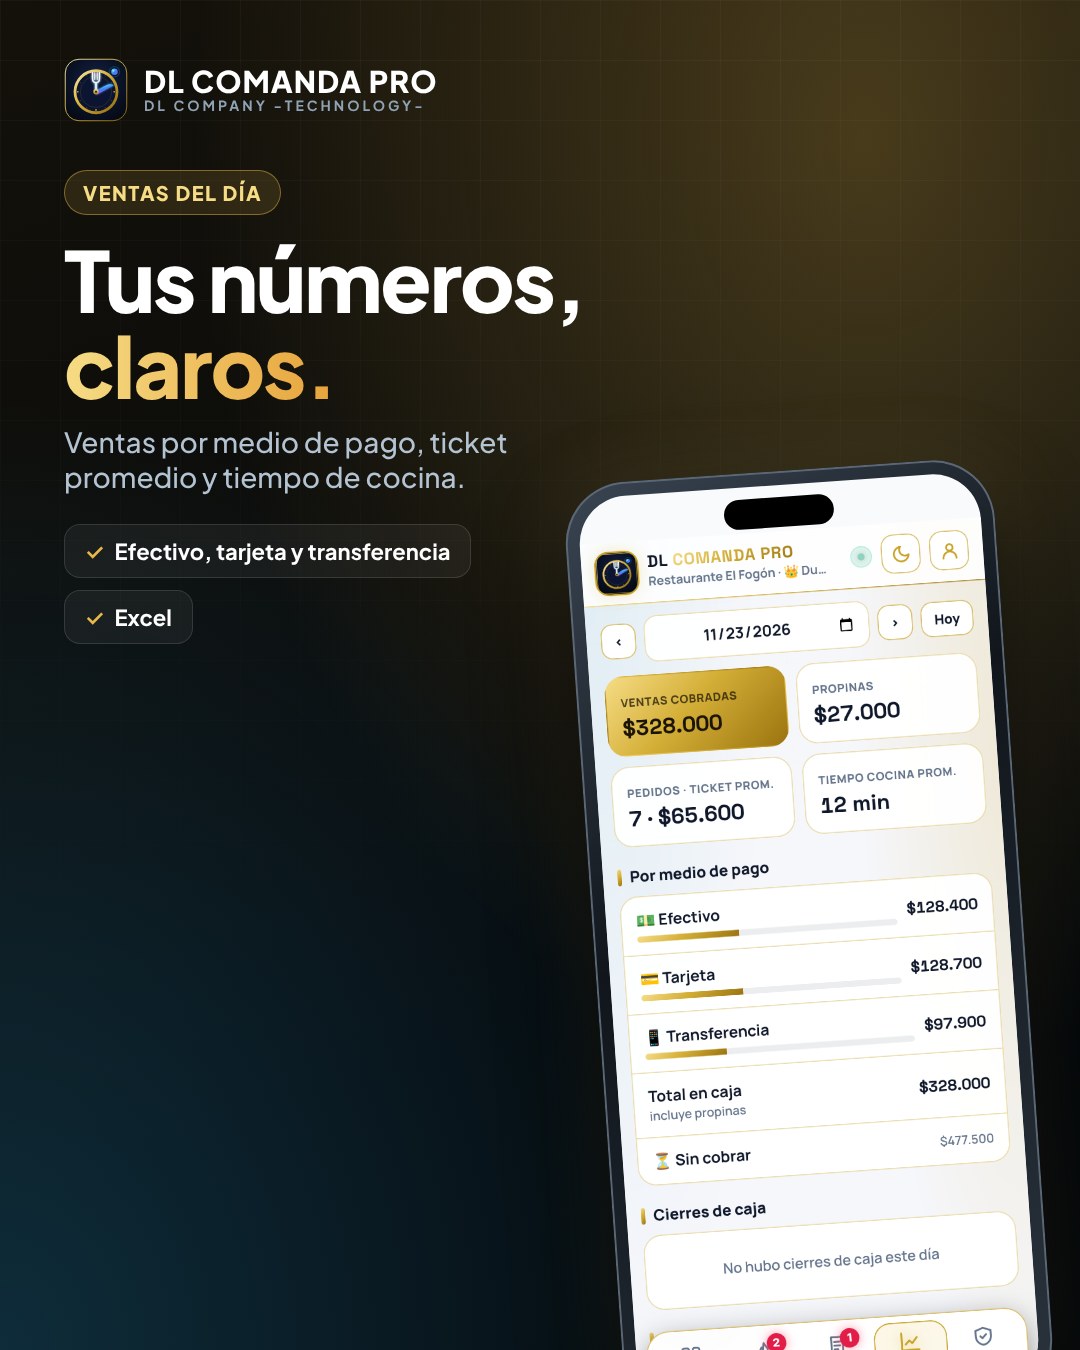 DL COMANDA PRO
DL COMPANY -TECHNOLOGY-
VENTAS DEL DÍA
Tus números,
claros.
Ventas por medio de pago, ticket
promedio y tiempo de cocina.
Efectivo, tarjeta y transferencia
Excel
DL COMANDA PRO
Restaurante El Fogón · 👑 Du...
‹ 11/23/2026 › Hoy
VENTAS COBRADAS
$328.000
PROPINAS
$27.000
PEDIDOS · TICKET PROM.
7 · $65.600
TIEMPO COCINA PROM.
12 min
Por medio de pago
Efectivo $128.400
Tarjeta $128.700
Transferencia $97.900
Total en caja $328.000
incluye propinas
Sin cobrar $477.500
Cierres de caja
No hubo cierres de caja este día
2 1